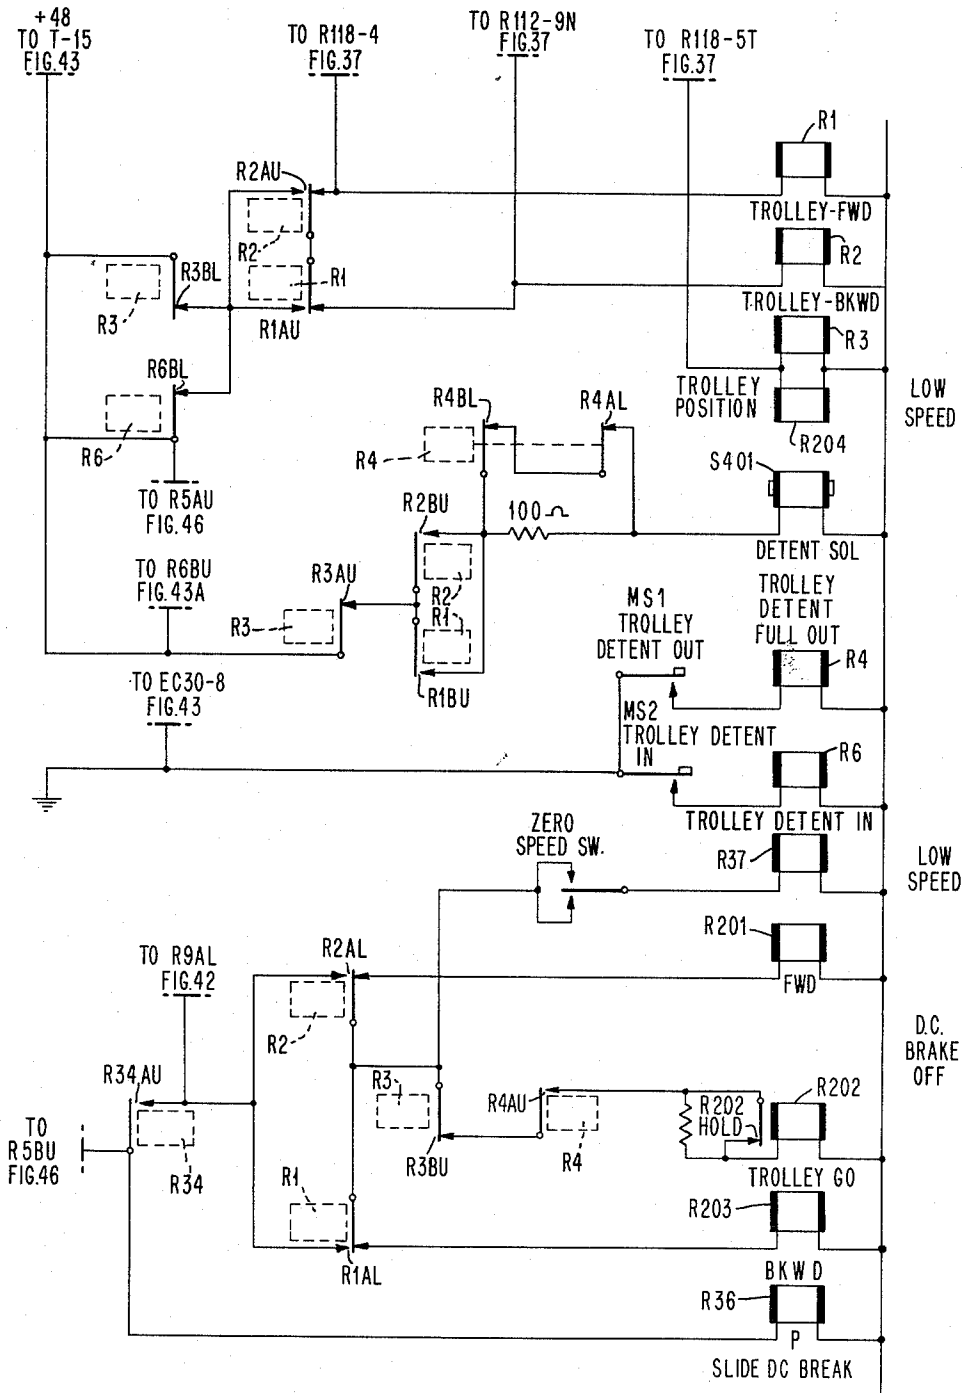 +48
TO T-15
FIG.43
TO R118-4
FIG.37
TO R112-9N
FIG.37
TO R118-5T
FIG.37
R1
TROLLEY-FWD
R2AU
R2
R2
TROLLEY-BKWD
R3BL
R3
R1
R1AU
R3
TROLLEY
POSITION
R204
LOW
SPEED
R6BL
R6
TO R5AU
FIG.46
R4BL
R4AL
R4
S401
DETENT SOL
R2BU
100Ω
R2
R1
R1BU
TO R6BU
FIG.43A
R3AU
R3
MS1
TROLLEY
DETENT OUT
TROLLEY
DETENT
FULL OUT
R4
TO EC30-8
FIG.43
MS2
TROLLEY DETENT
IN
R6
TROLLEY DETENT IN
ZERO
SPEED SW.
R37
LOW
SPEED
R201
FWD
TO R9AL
FIG.42
R2AL
R2
D.C.
BRAKE
OFF
R34AU
R34
TO
R5BU
FIG.46
R3
R3BU
R4AU
R4
R202
HOLD
R202
TROLLEY GO
R1
R1AL
R203
BKWD
R36
P
SLIDE DC BREAK